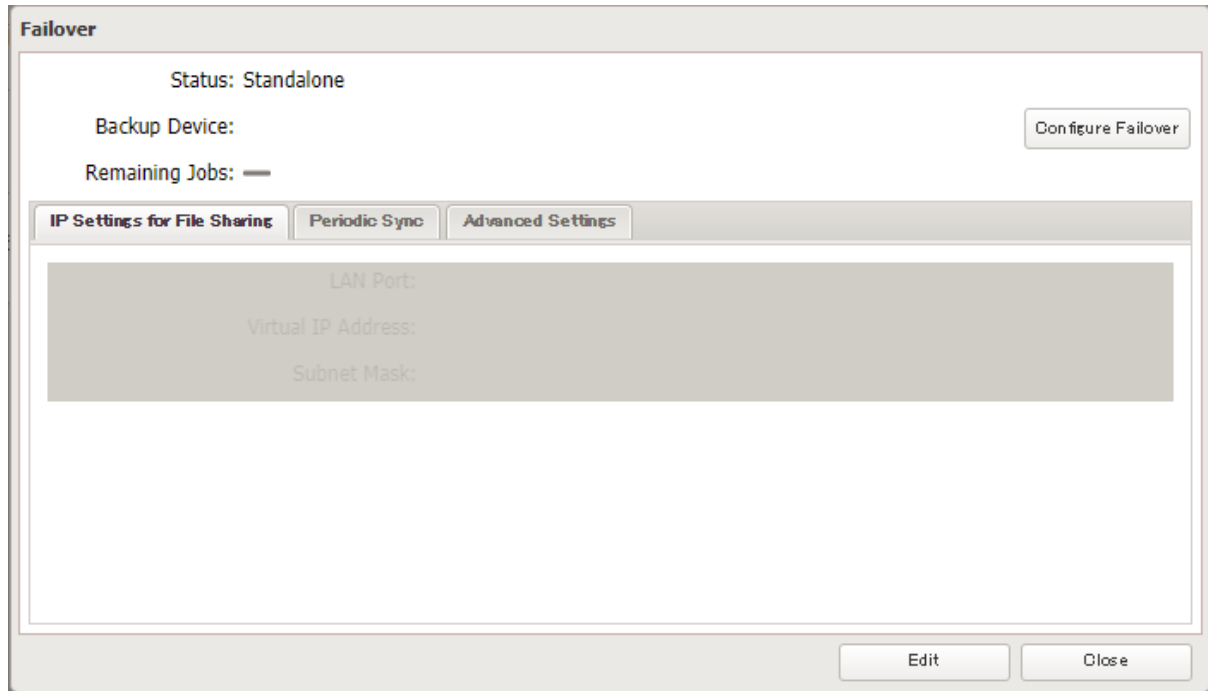 Failover
Status: Standalone
Backup Device:
Configure Failover
Remaining Jobs:
IP Settings for File Sharing Periodic Sync Advanced Settings
LAN Port:
Virtual IP Address:
Subnet Mask:
Edit Close